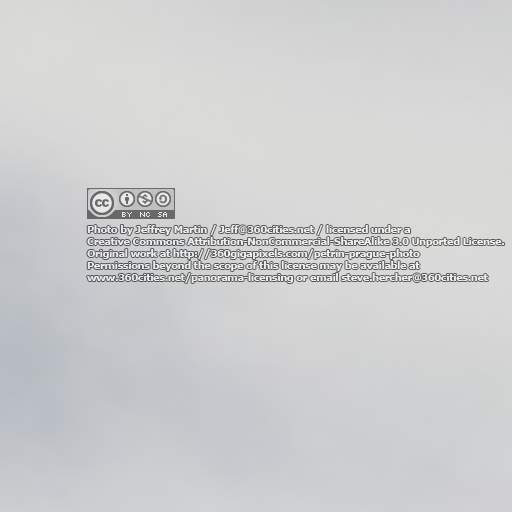 cc BY NC SA
Photo by Jeffrey Martin / Jeff@360cities.net / licensed under a
Creative Commons Attribution-NonCommercial-ShareAlike 3.0 Unported License.
Original work at http://360gigapixels.com/petrin-prague-photo
Permissions beyond the scope of this license may be available at
www.360cities.net/panorama-licensing or email steve.hercher@360cities.net